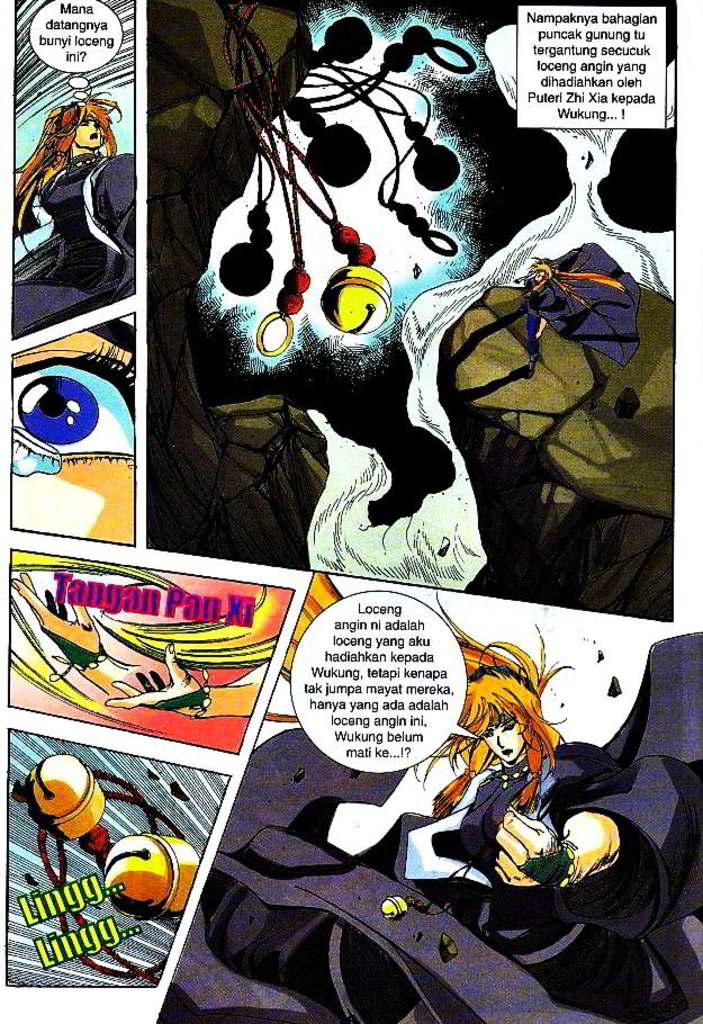 Mana
datangnya
bunyi loceng
ini?
Nampaknya bahagian
puncak gunung tu
tergantung secucuk
loceng angin yang
dihadiahkan oleh
Puteri Zhi Xia kepada
Wukung... !
Tangan Pan Xi
Loceng
angin ni adalah
loceng yang aku
hadiahkan kepada
Wukung, tetapi kenapa
tak jumpa mayat mereka,
hanya yang ada adalah
loceng angin ini,
Wukung belum
mati ke...!?
Lingg...
Lingg...